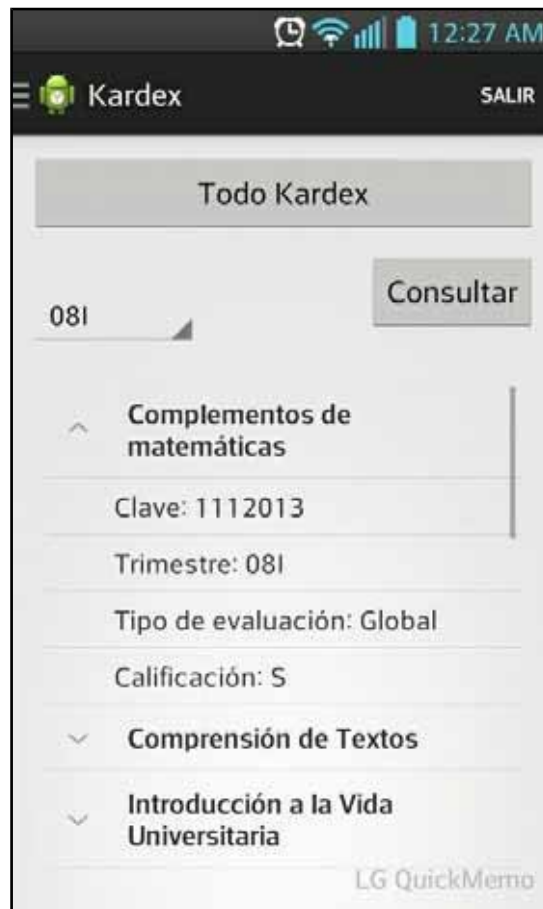 12:27 AM
Kardex
SALIR
Todo Kardex
08I
Consultar
Complementos de
matemáticas
Clave: 1112013
Trimestre: 08I
Tipo de evaluación: Global
Calificación: S
Comprensión de Textos
Introducción a la Vida
Universitaria
LG QuickMemo